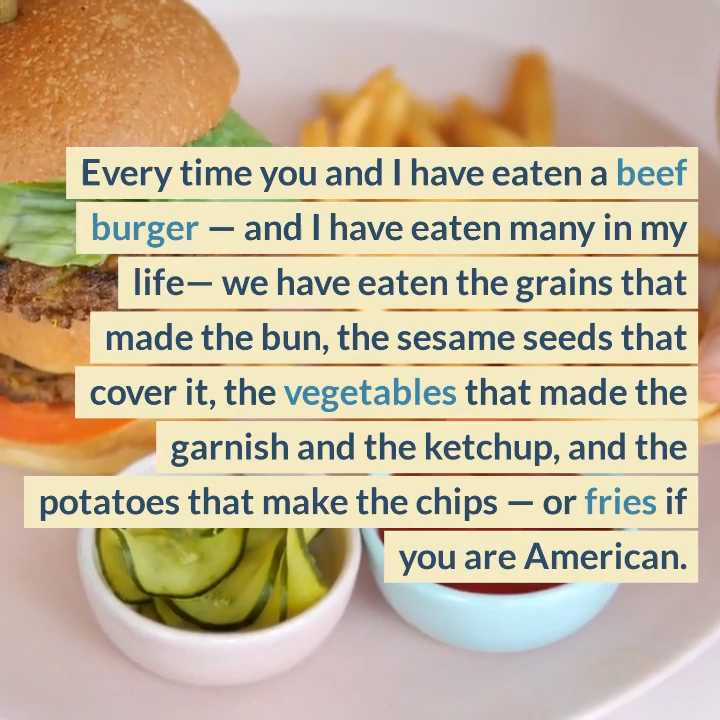 Every time you and I have eaten a beef
burger — and I have eaten many in my
life— we have eaten the grains that
made the bun, the sesame seeds that
cover it, the vegetables that made the
garnish and the ketchup, and the
potatoes that make the chips — or fries if
you are American.